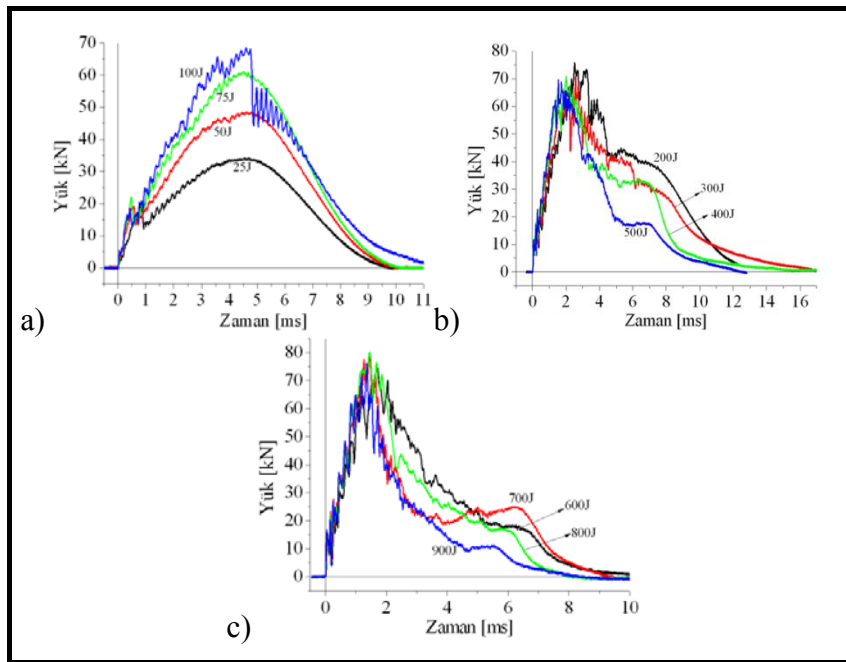 Yük [kN]
70
60
50
40
30
20
10
0
100J
75J
50J
25J
0 1 2 3 4 5 6 7 8 9 10 11
Zaman [ms]
a)
Yük [kN]
80
70
60
50
40
30
20
10
0
200J
300J
400J
500J
0 2 4 6 8 10 12 14 16
Zaman [ms]
b)
Yük [kN]
80
70
60
50
40
30
20
10
0
700J
600J
800J
900J
0 2 4 6 8 10
Zaman [ms]
c)